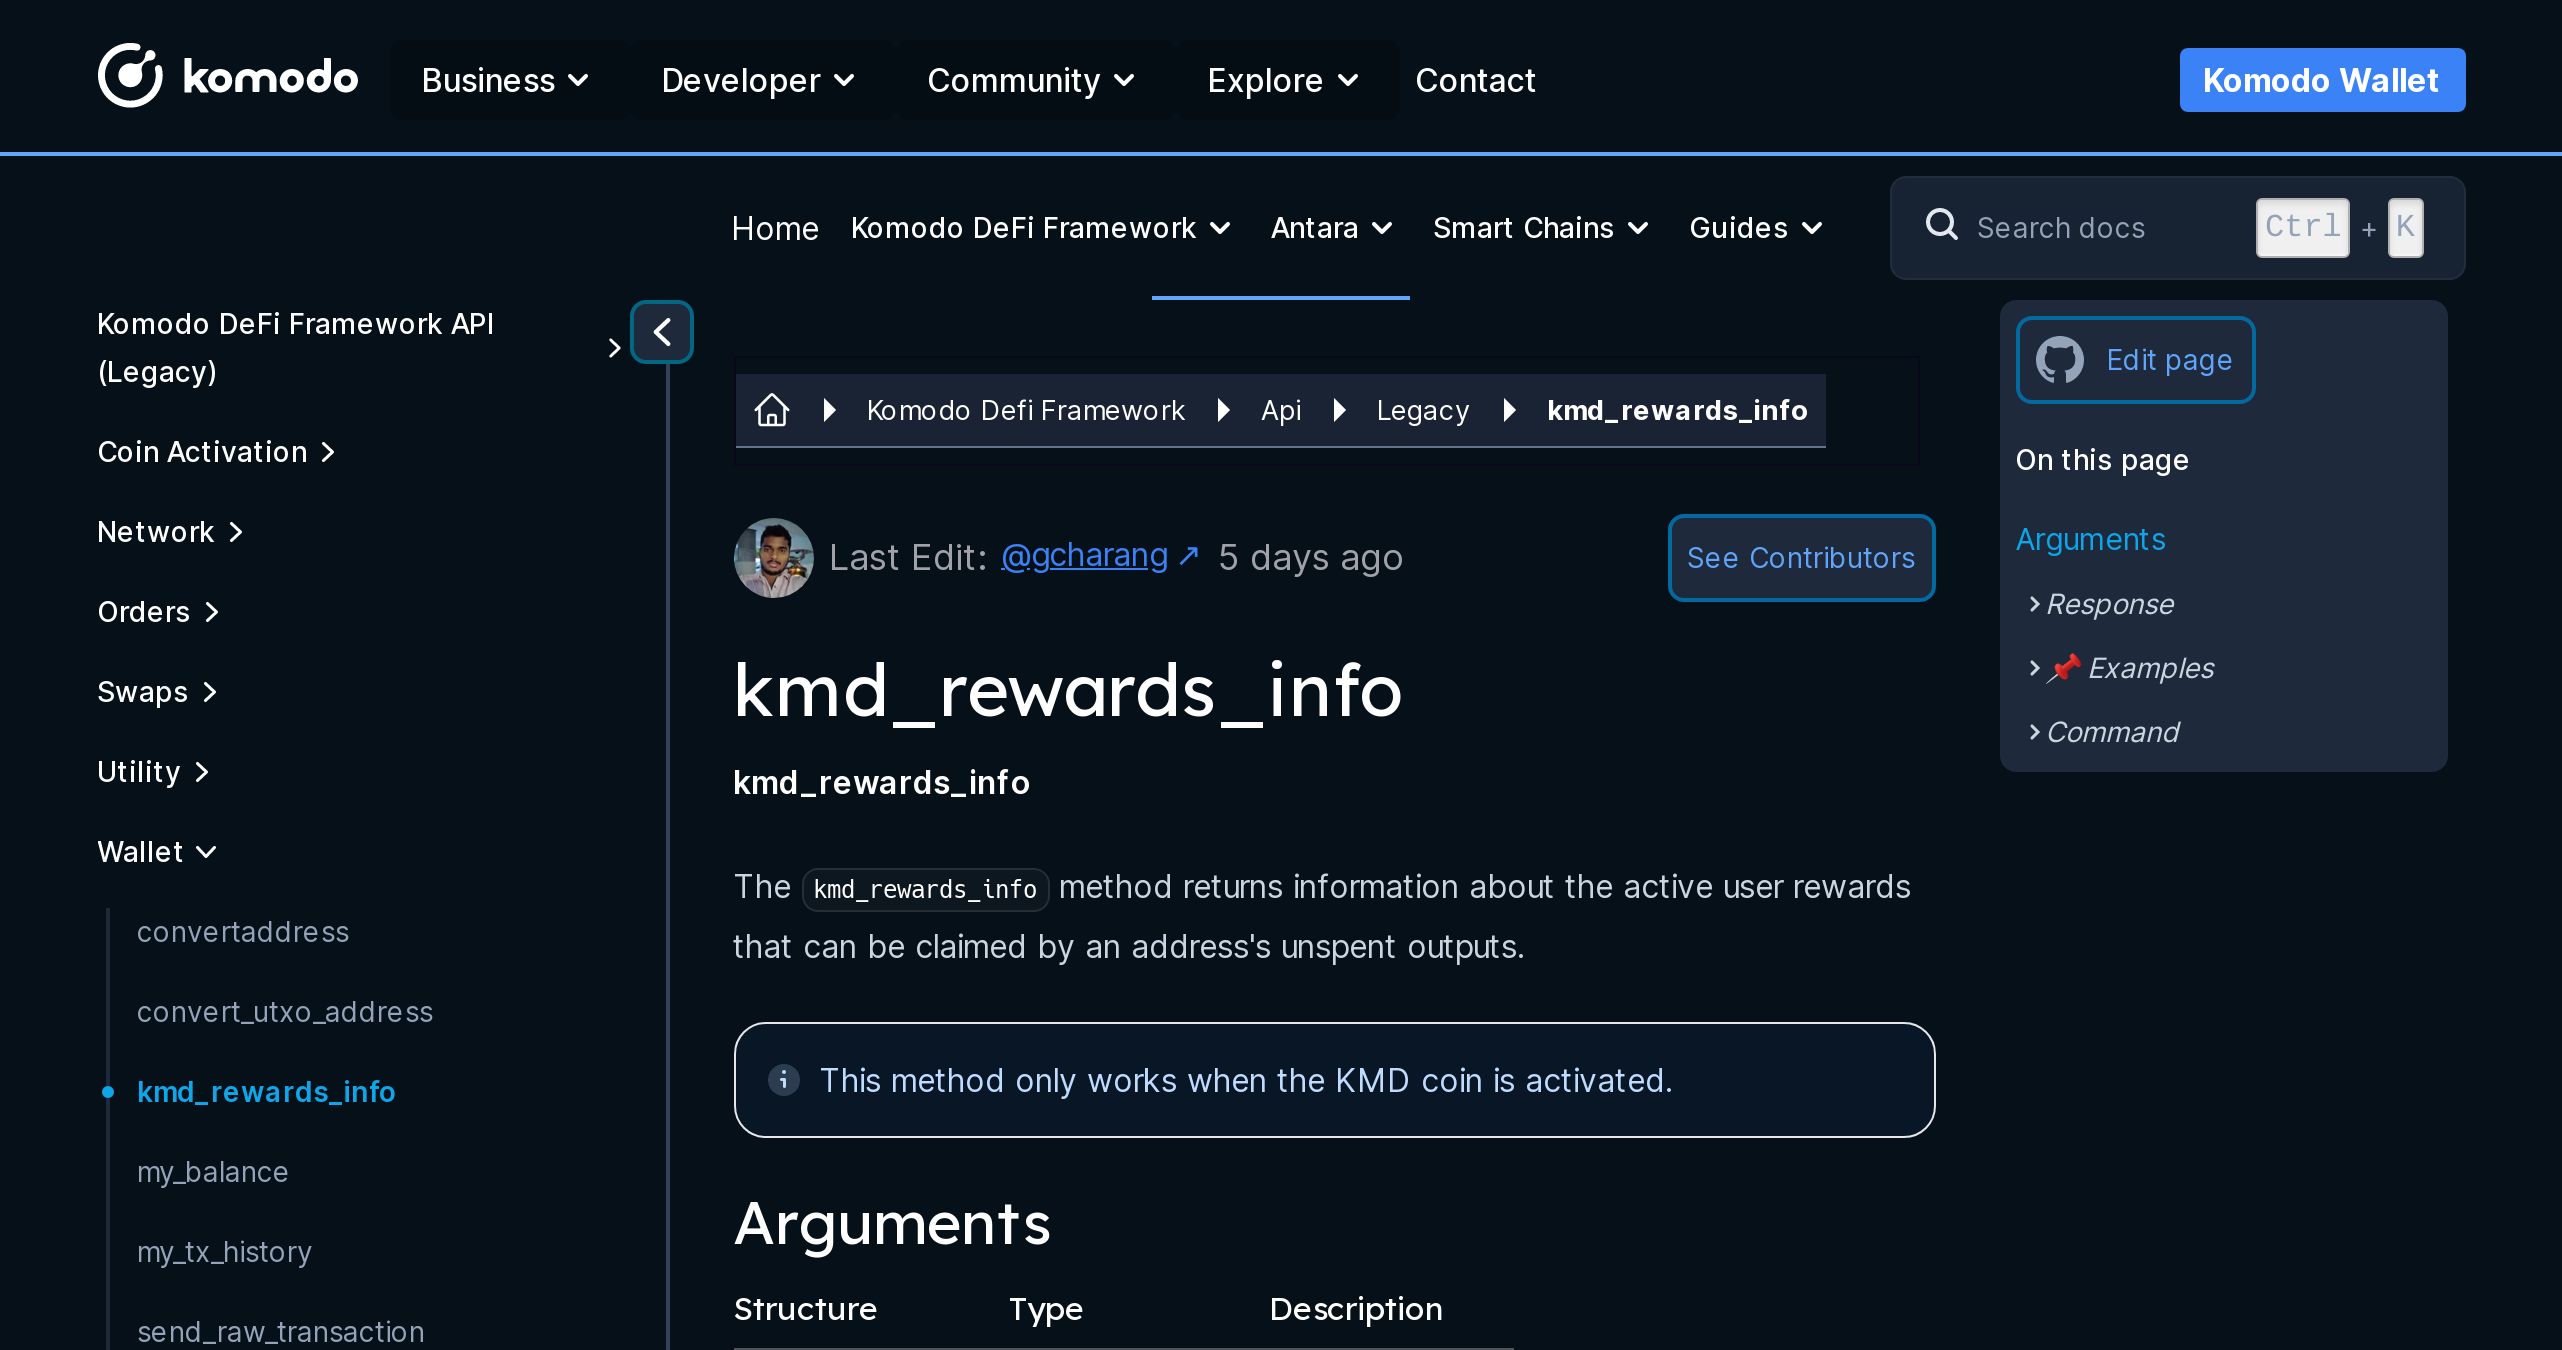 komodo Business Developer Community Explore Contact Komodo Wallet
Home Komodo DeFi Framework Antara Smart Chains Guides Search docs Ctrl + K
Komodo DeFi Framework API
(Legacy)
Coin Activation
Network
Orders
Swaps
Utility
Wallet
convertaddress
convert_utxo_address
kmd_rewards_info
my_balance
my_tx_history
send_raw_transaction
Komodo Defi Framework Api Legacy kmd_rewards_info
Last Edit: @gcharang ↗ 5 days ago See Contributors
kmd_rewards_info
kmd_rewards_info
The kmd_rewards_info method returns information about the active user rewards
that can be claimed by an address's unspent outputs.
This method only works when the KMD coin is activated.
Arguments
Structure Type Description
Edit page
On this page
Arguments
Response
📌 Examples
Command